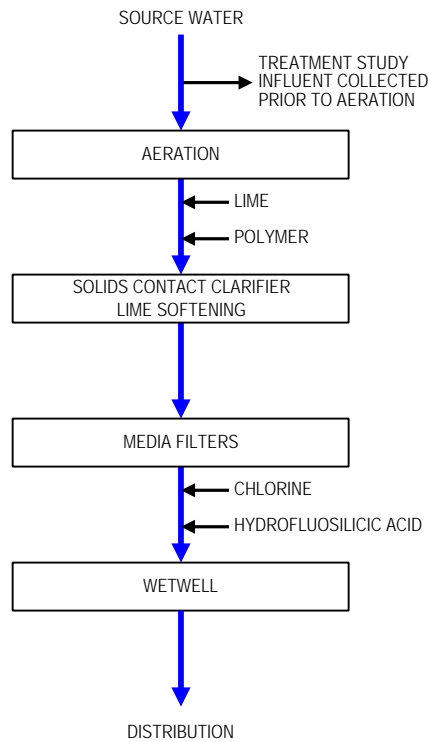 SOURCE WATER
TREATMENT STUDY
INFLUENT COLLECTED
PRIOR TO AERATION
AERATION
LIME
POLYMER
SOLIDS CONTACT CLARIFIER
LIME SOFTENING
MEDIA FILTERS
CHLORINE
HYDROFLUOSILICIC ACID
WETWELL
DISTRIBUTION